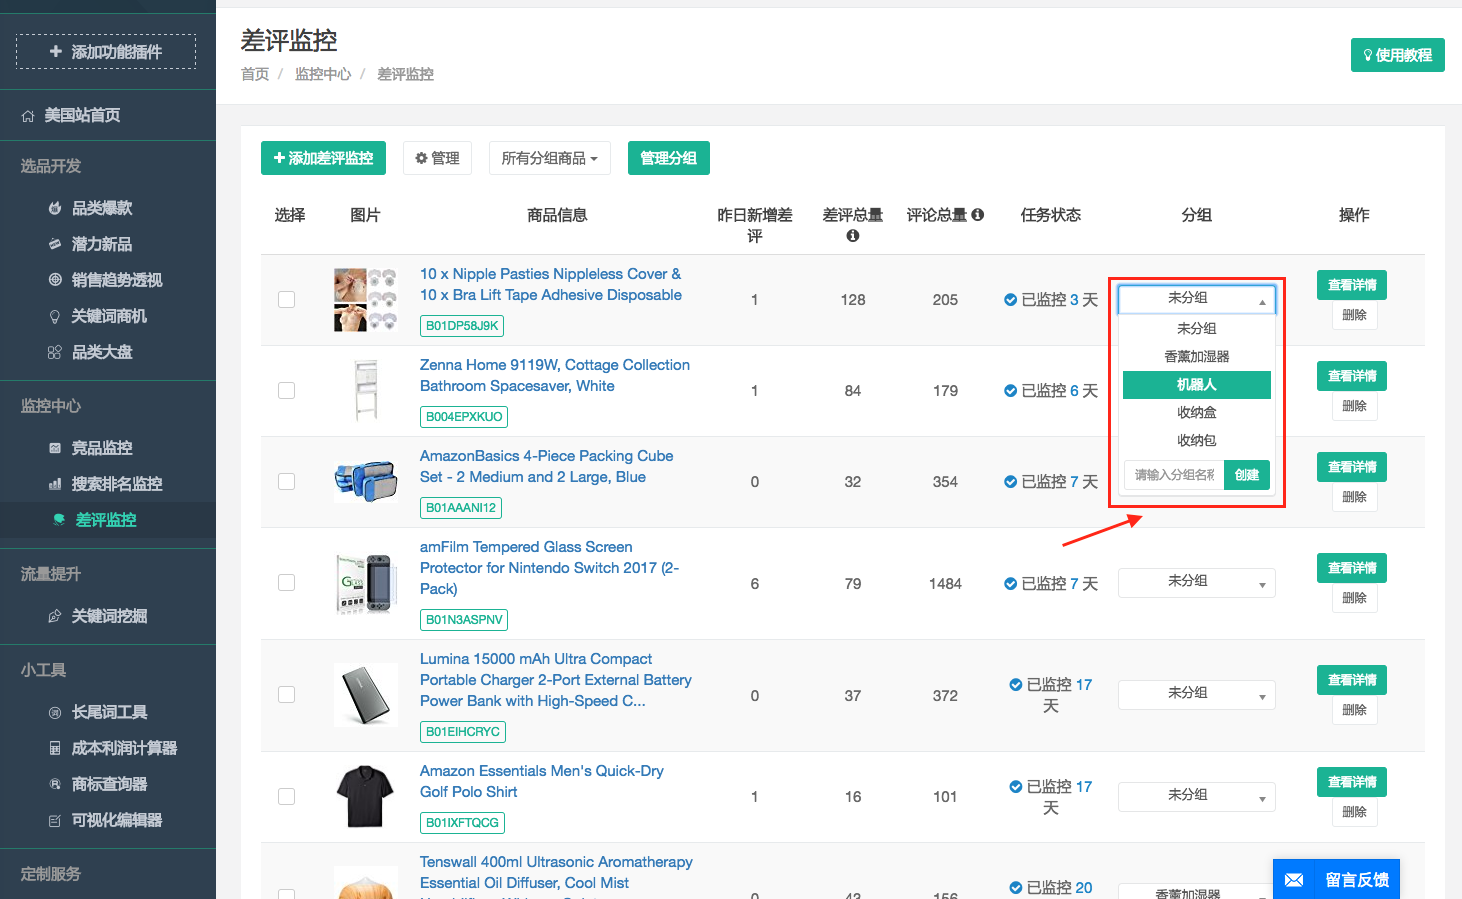 添加功能插件
美国站首页
选品开发
品类爆款
潜力新品
销售趋势透视
关键词商机
品类大盘
监控中心
竞品监控
搜索排名监控
差评监控
流量提升
关键词挖掘
小工具
长尾词工具
成本利润计算器
商标查询器
可视化编辑器
定制服务
差评监控
首页 / 监控中心 / 差评监控
使用教程
添加差评监控 管理 所有分组商品 管理分组
选择 图片 商品信息 昨日新增差评 差评总量 评论总量 任务状态 分组 操作
10 x Nipple Pasties Nippleless Cover &
10 x Bra Lift Tape Adhesive Disposable
B01DP58J9K
1 128 205 已监控 3 天
未分组
未分组
香薰加湿器
机器人
收纳盒
收纳包
请输入分组名称 创建
查看详情
删除
Zenna Home 9119W, Cottage Collection
Bathroom Spacesaver, White
B004EPXKUO
1 84 179 已监控 6 天
查看详情
删除
AmazonBasics 4-Piece Packing Cube
Set - 2 Medium and 2 Large, Blue
B01AAANI12
0 32 354 已监控 7 天
查看详情
删除
amFilm Tempered Glass Screen
Protector for Nintendo Switch 2017 (2-
Pack)
B01N3ASPNV
6 79 1484 已监控 7 天 未分组
查看详情
删除
Lumina 15000 mAh Ultra Compact
Portable Charger 2-Port External Battery
Power Bank with High-Speed C...
B01EIHCRYC
0 37 372 已监控 17
天
未分组
查看详情
删除
Amazon Essentials Men's Quick-Dry
Golf Polo Shirt
B01IXFTQCG
1 16 101 已监控 17
天
未分组
查看详情
删除
Tenswall 400ml Ultrasonic Aromatherapy
Essential Oil Diffuser, Cool Mist
已监控 20
香薰加湿器
留言反馈